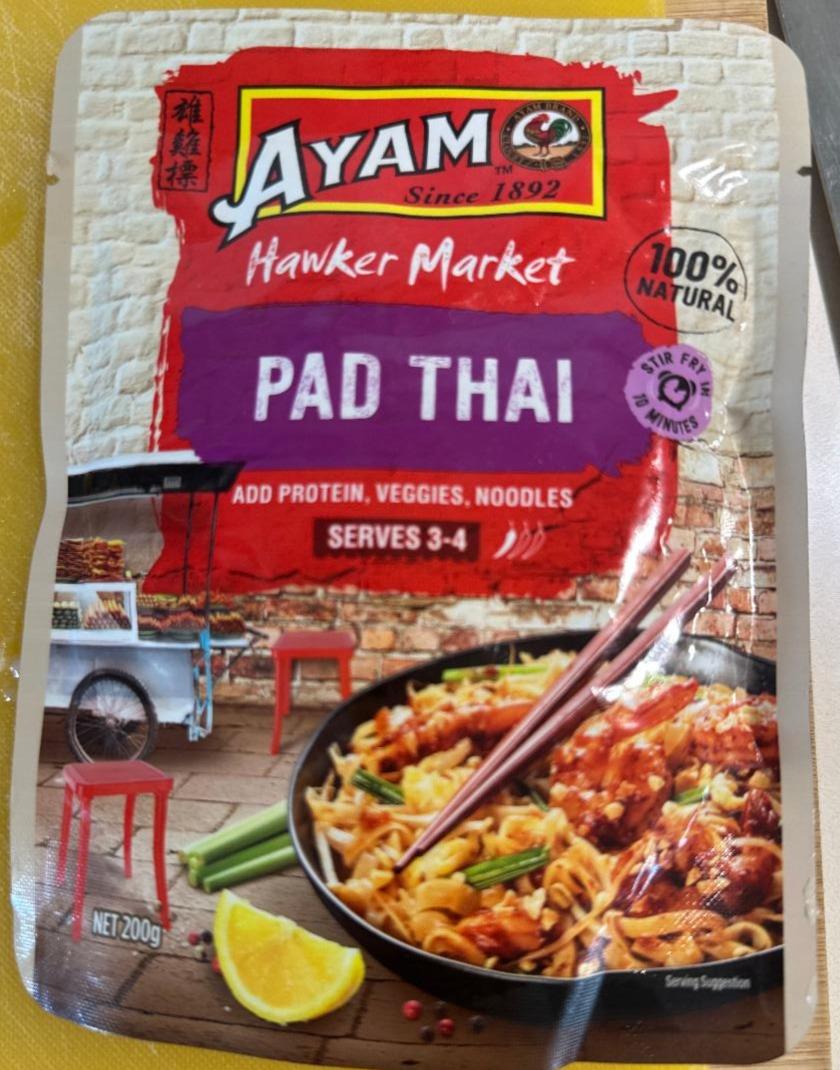 雄
雞
標
AYAM
TM
Since 1892
Hawker Market
100%
NATURAL
PAD THAI
STIR FRY IN
10 MINUTES
ADD PROTEIN, VEGGIES, NOODLES
SERVES 3-4
NET 200g
Serving Suggestion